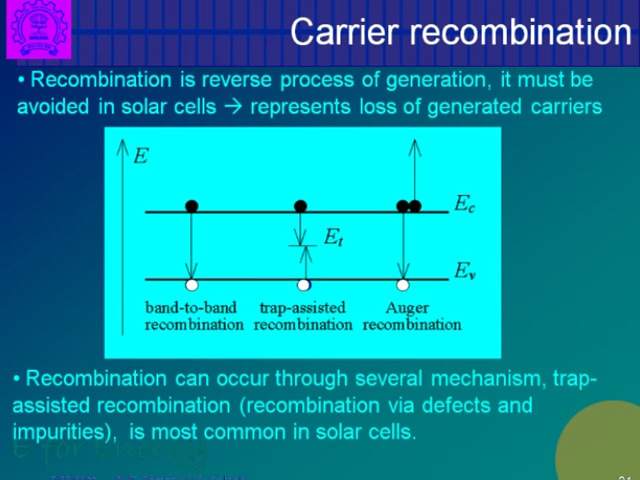 Carrier recombination
• Recombination is reverse process of generation, it must be
avoided in solar cells → represents loss of generated carriers
E
Ec
Et
Ev
band-to-band trap-assisted Auger
recombination recombination recombination
• Recombination can occur through several mechanism, trap-
assisted recombination (recombination via defects and
impurities), is most common in solar cells.